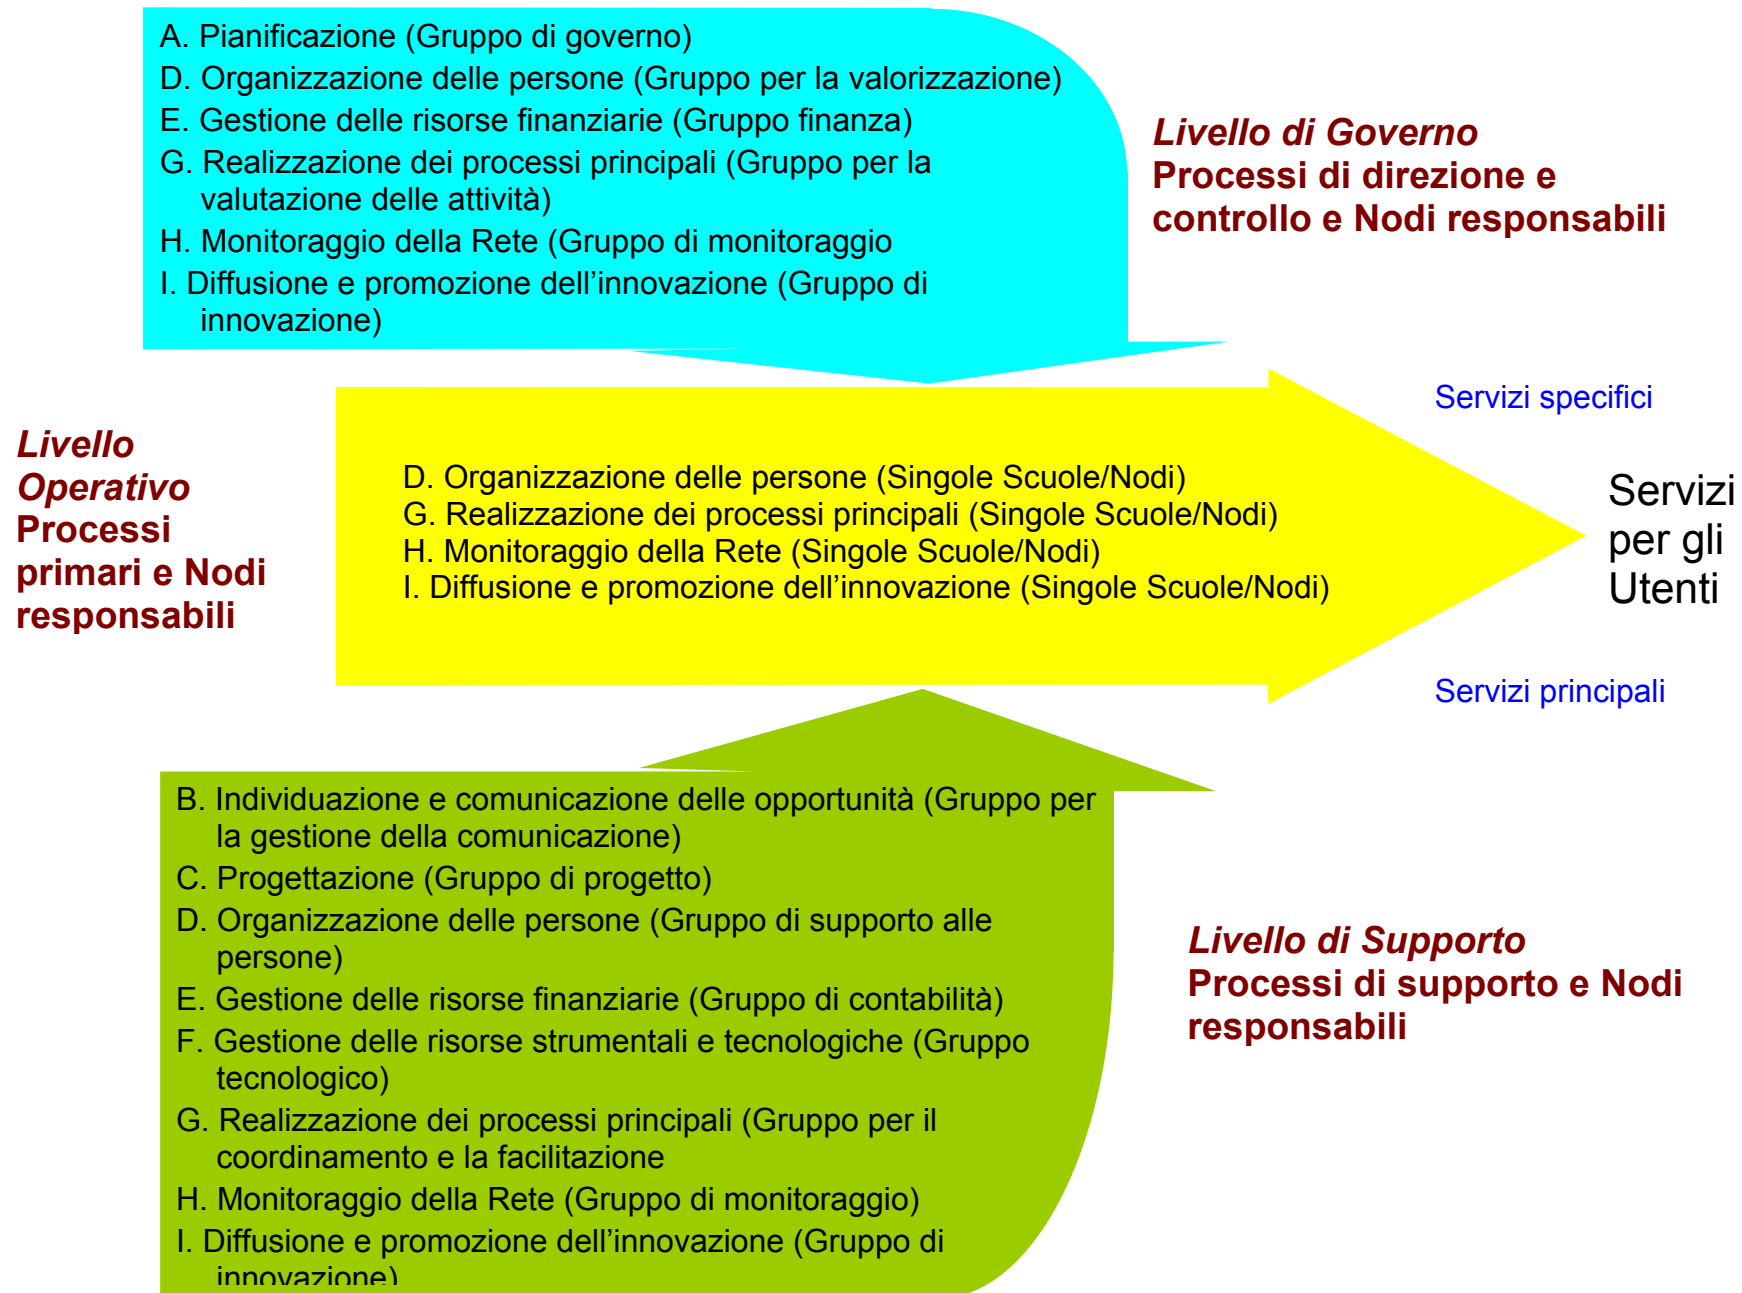 A. Pianificazione (Gruppo di governo)
D. Organizzazione delle persone (Gruppo per la valorizzazione)
E. Gestione delle risorse finanziarie (Gruppo finanza)
G. Realizzazione dei processi principali (Gruppo per la
valutazione delle attività)
H. Monitoraggio della Rete (Gruppo di monitoraggio
I. Diffusione e promozione dell’innovazione (Gruppo di
innovazione)
Livello di Governo
Processi di direzione e
controllo e Nodi responsabili
Livello
Operativo
Processi
primari e Nodi
responsabili
D. Organizzazione delle persone (Singole Scuole/Nodi)
G. Realizzazione dei processi principali (Singole Scuole/Nodi)
H. Monitoraggio della Rete (Singole Scuole/Nodi)
I. Diffusione e promozione dell’innovazione (Singole Scuole/Nodi)
Servizi specifici
Servizi
per gli
Utenti
Servizi principali
B. Individuazione e comunicazione delle opportunità (Gruppo per
la gestione della comunicazione)
C. Progettazione (Gruppo di progetto)
D. Organizzazione delle persone (Gruppo di supporto alle
persone)
E. Gestione delle risorse finanziarie (Gruppo di contabilità)
F. Gestione delle risorse strumentali e tecnologiche (Gruppo
tecnologico)
G. Realizzazione dei processi principali (Gruppo per il
coordinamento e la facilitazione
H. Monitoraggio della Rete (Gruppo di monitoraggio)
I. Diffusione e promozione dell’innovazione (Gruppo di
innovazione)
Livello di Supporto
Processi di supporto e Nodi
responsabili